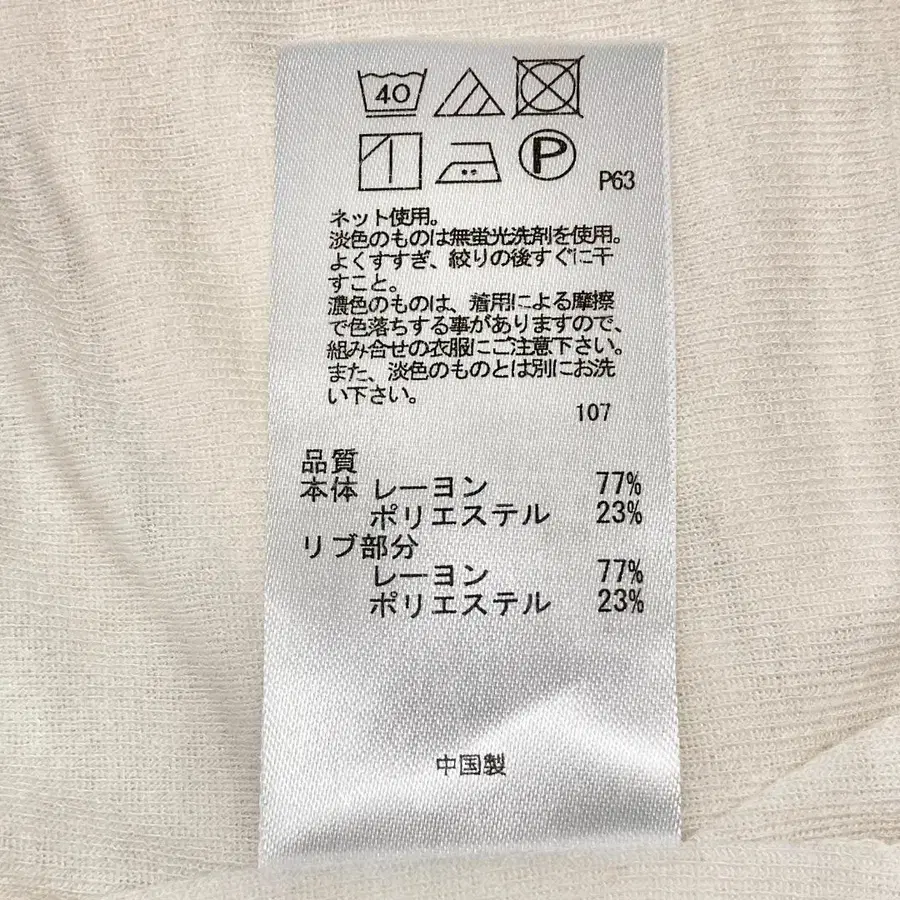 40
P
P63
ネット使用。
淡色のものは無蛍光洗剤を使用。
よくすすぎ、絞りの後すぐに干
すこと。
濃色のものは、着用による摩擦
で色落ちする事がありますので、
組み合せの衣服にご注意下さい。
また、淡色のものとは別にお洗
い下さい。
107
品質
本体 レーヨン 77%
ポリエステル 23%
リブ部分
レーヨン 77%
ポリエステル 23%
中国製